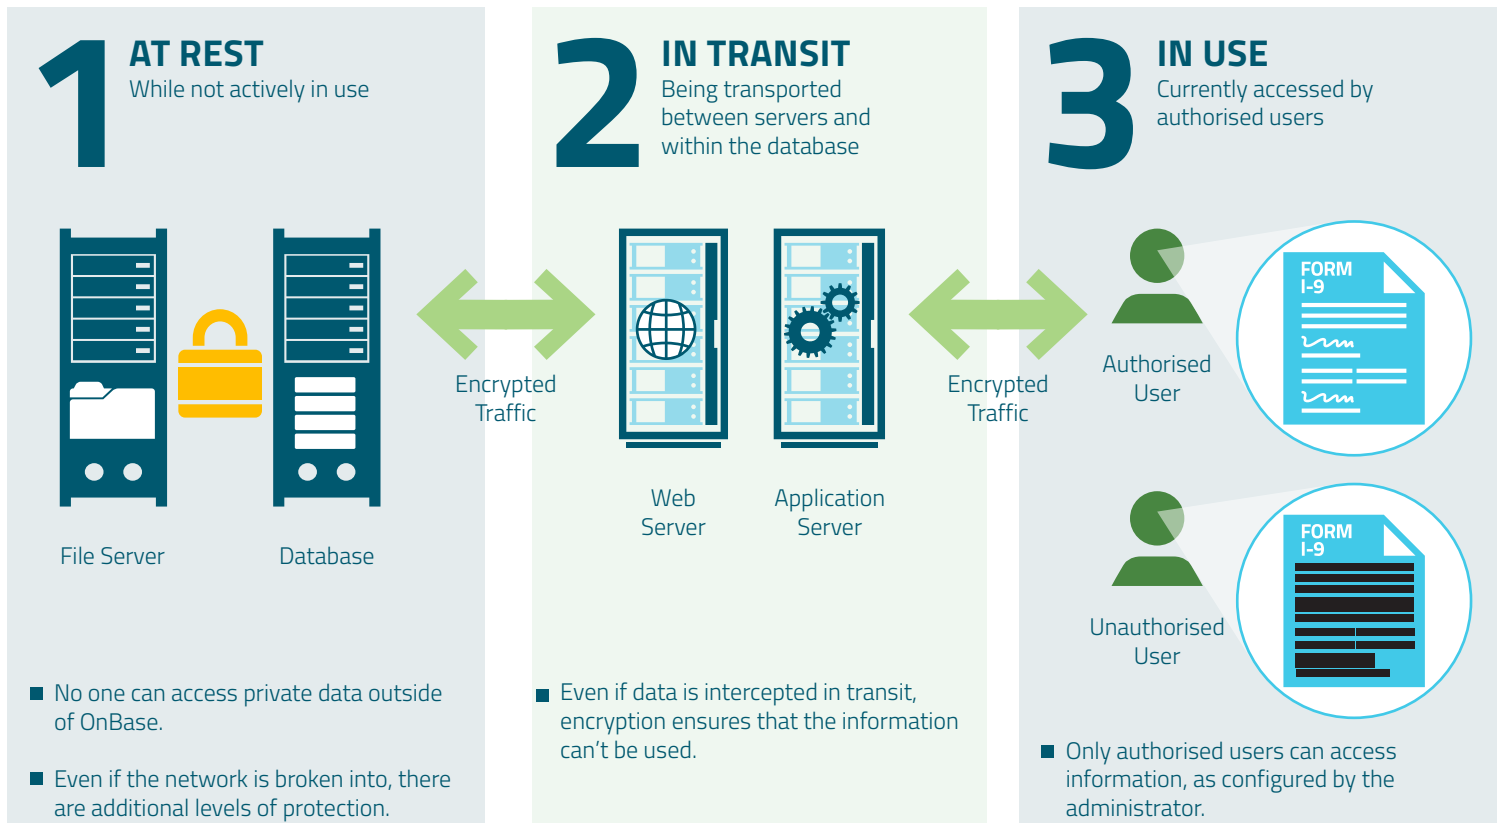 1
AT REST
While not actively in use
File Server
Database
No one can access private data outside
of OnBase.
Even if the network is broken into, there
are additional levels of protection.
Encrypted
Traffic
2
IN TRANSIT
Being transported
between servers and
within the database
Web
Server
Application
Server
Even if data is intercepted in transit,
encryption ensures that the information
can't be used.
Encrypted
Traffic
3
IN USE
Currently accessed by
authorised users
Authorised
User
FORM
I-9
Unauthorised
User
FORM
I-9
Only authorised users can access
information, as configured by the
administrator.